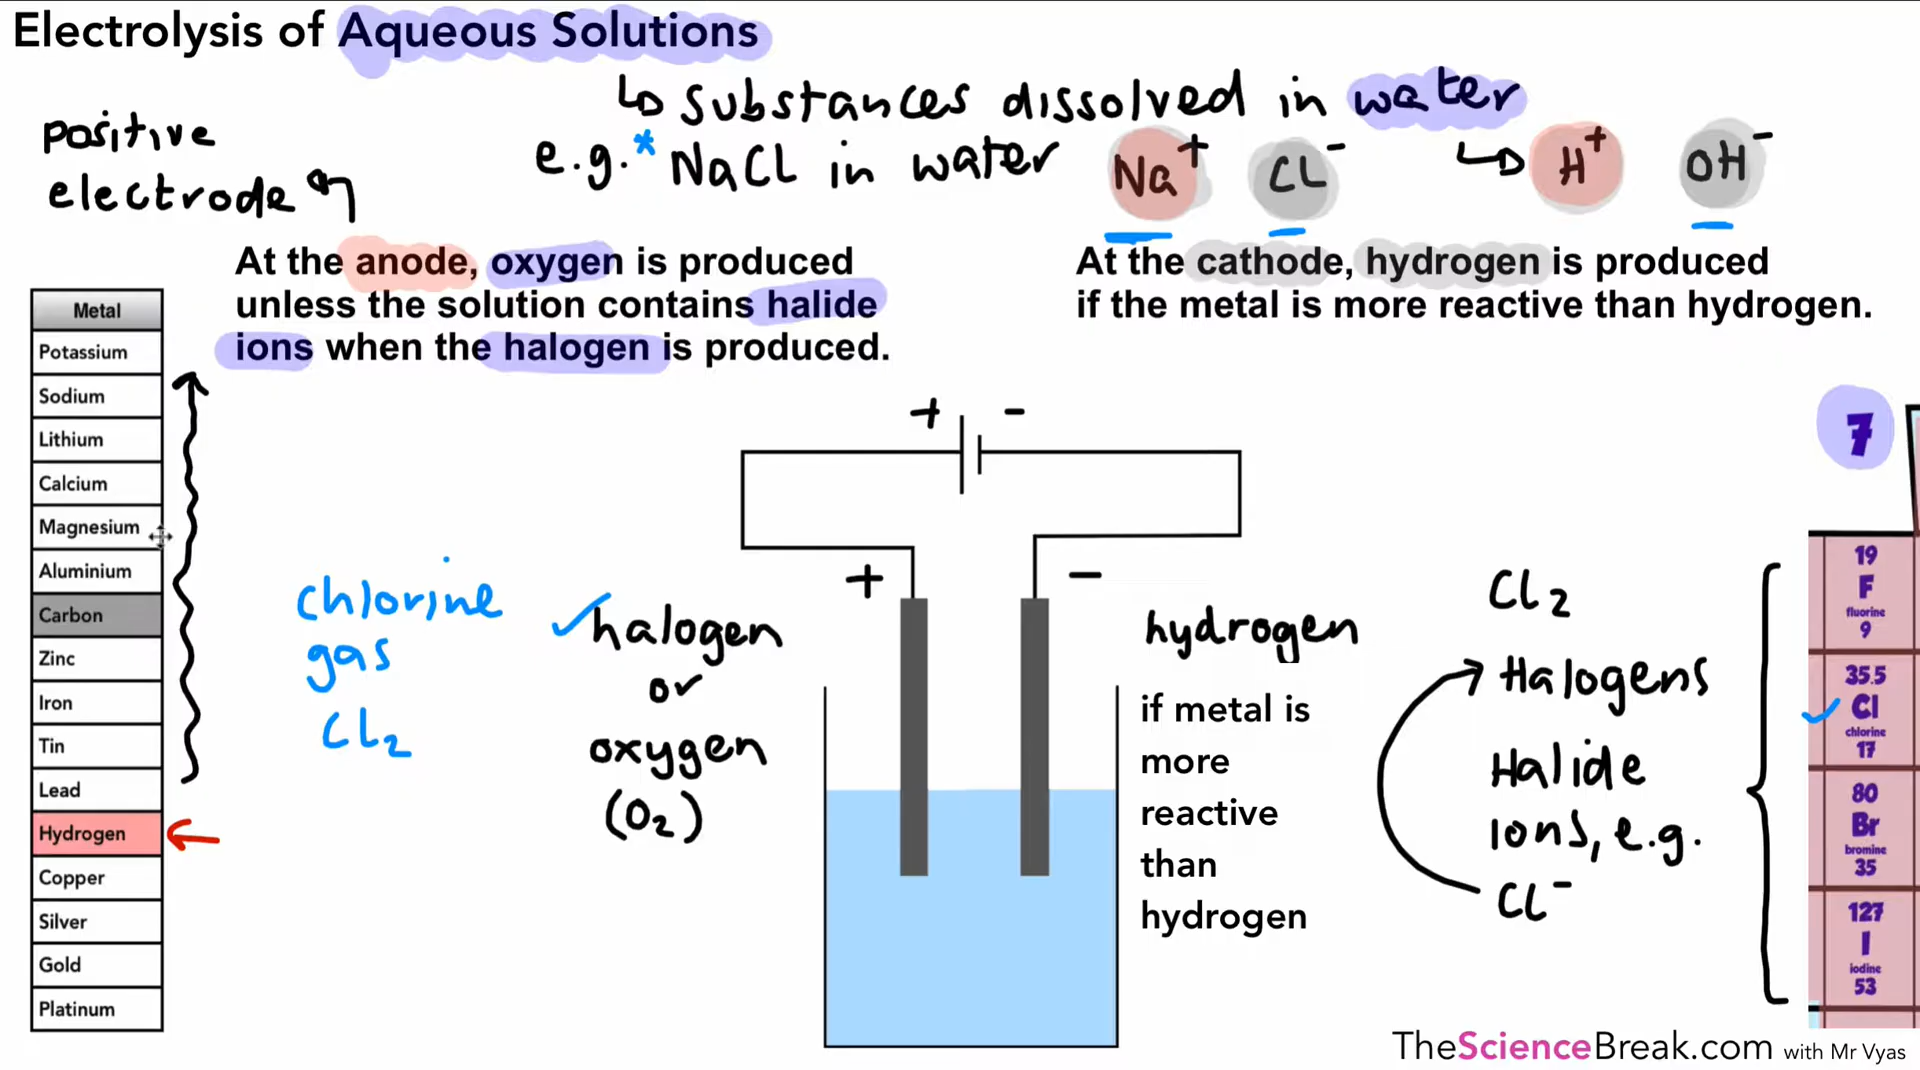 Electrolysis of Aqueous Solutions
↳ substances dissolved in water
positive
electrode
e.g.* NaCl in water
Na+ Cl- ↳ H+ OH-
At the anode, oxygen is produced
unless the solution contains halide
ions when the halogen is produced.
At the cathode, hydrogen is produced
if the metal is more reactive than hydrogen.
Metal
Potassium
Sodium
Lithium
Calcium
Magnesium
Aluminium
Carbon
Zinc
Iron
Tin
Lead
Hydrogen
Copper
Silver
Gold
Platinum
chlorine
gas
Cl2
halogen
or
oxygen
(O2)
+ -
+ -
hydrogen
if metal is
more
reactive
than
hydrogen
Cl2
Halogens
Halide
ions, e.g.
Cl-
7
19
F
fluorine
9
35.5
Cl
chlorine
17
80
Br
bromine
35
127
I
iodine
53
TheScienceBreak.com with Mr Vyas